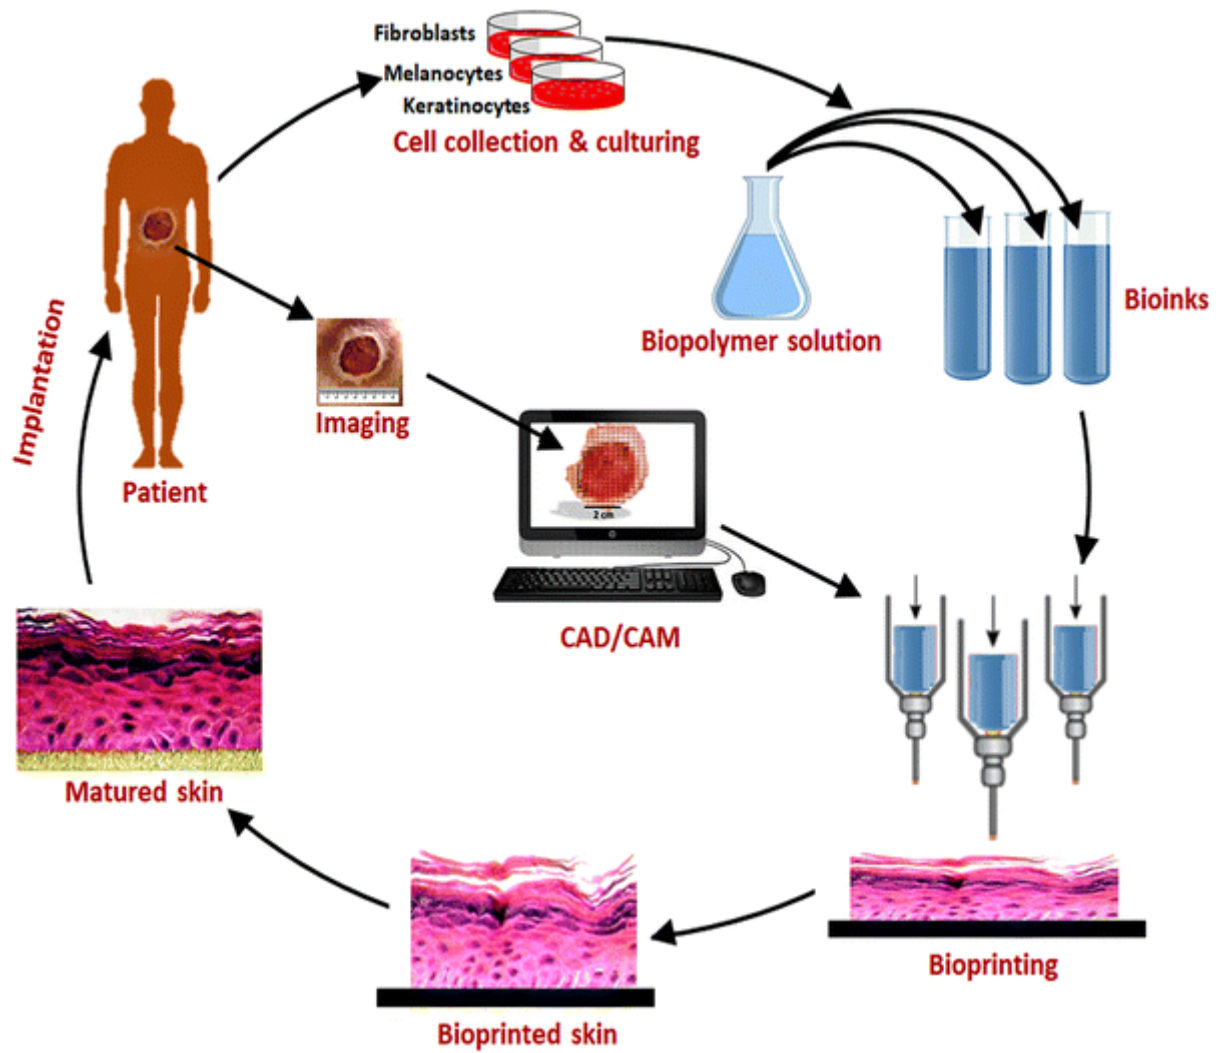 Fibroblasts
Melanocytes
Keratinocytes
Cell collection & culturing
Biopolymer solution
Bioinks
Implantation
Patient
Imaging
2 cm
CAD/CAM
Matured skin
Bioprinted skin
Bioprinting